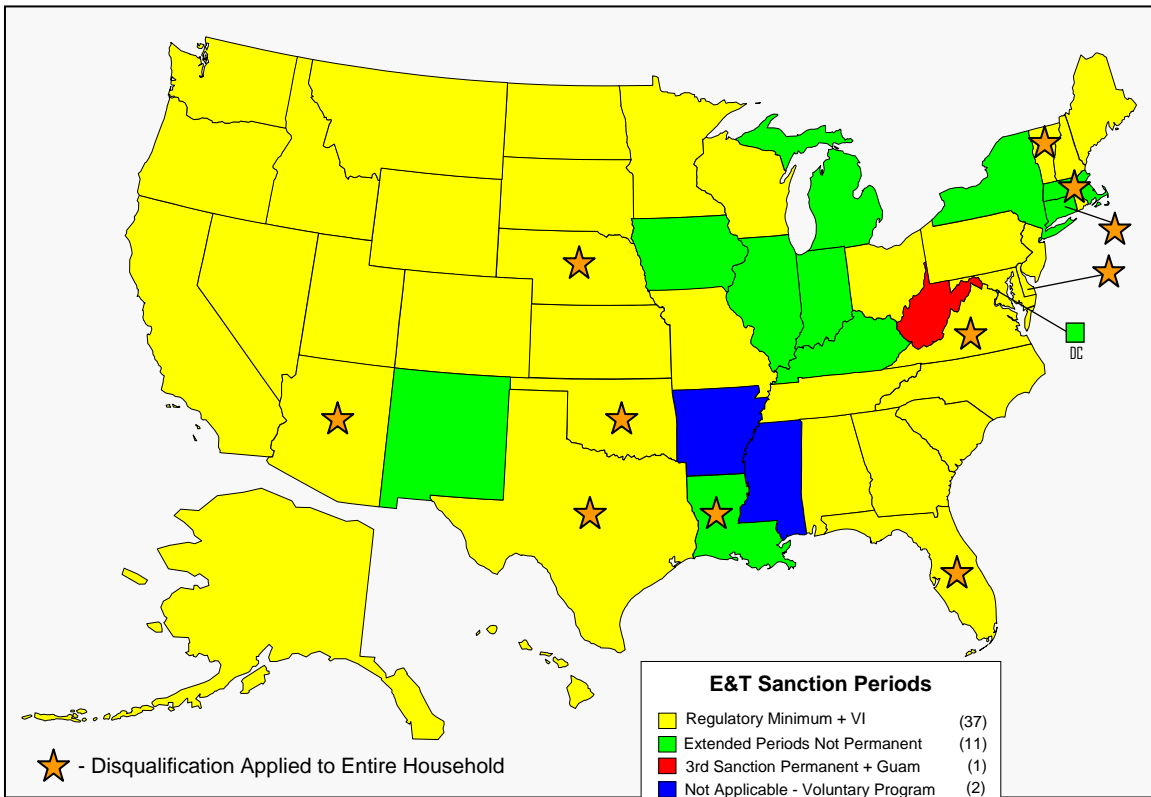 DC
E&T Sanction Periods
Regulatory Minimum + VI (37)
Extended Periods Not Permanent (11)
3rd Sanction Permanent + Guam (1)
Not Applicable - Voluntary Program (2)
- Disqualification Applied to Entire Household